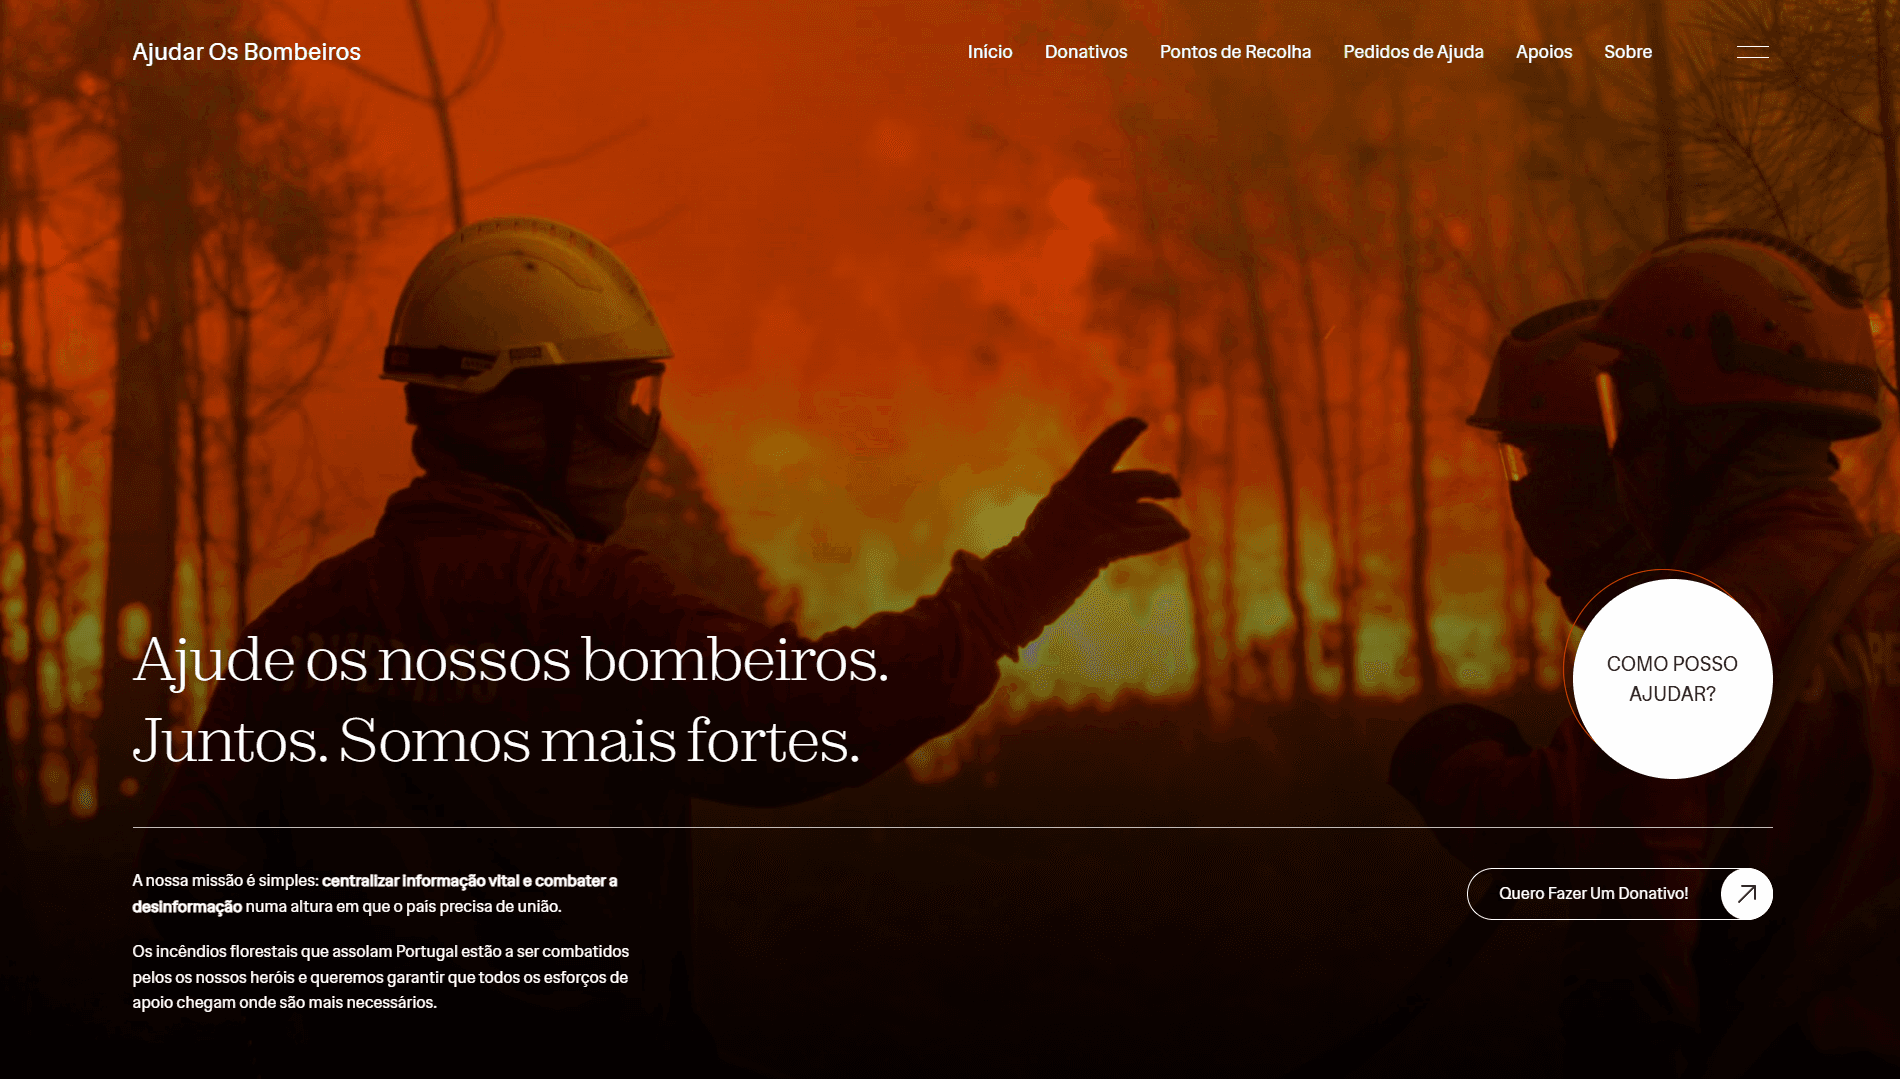 Ajudar Os Bombeiros
Início Donativos Pontos de Recolha Pedidos de Ajuda Apoios Sobre
Ajude os nossos bombeiros.
Juntos. Somos mais fortes.
COMO POSSO
AJUDAR?
A nossa missão é simples: centralizar informação vital e combater a
desinformação numa altura em que o país precisa de união.
Os incêndios florestais que assolam Portugal estão a ser combatidos
pelos os nossos heróis e queremos garantir que todos os esforços de
apoio chegam onde são mais necessários.
Quero Fazer Um Donativo!